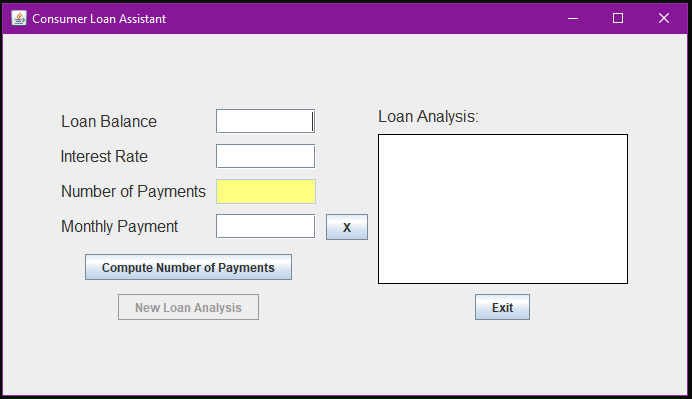 Consumer Loan Assistant
Loan Balance
Interest Rate
Number of Payments
Monthly Payment
X
Compute Number of Payments
New Loan Analysis
Loan Analysis:
Exit